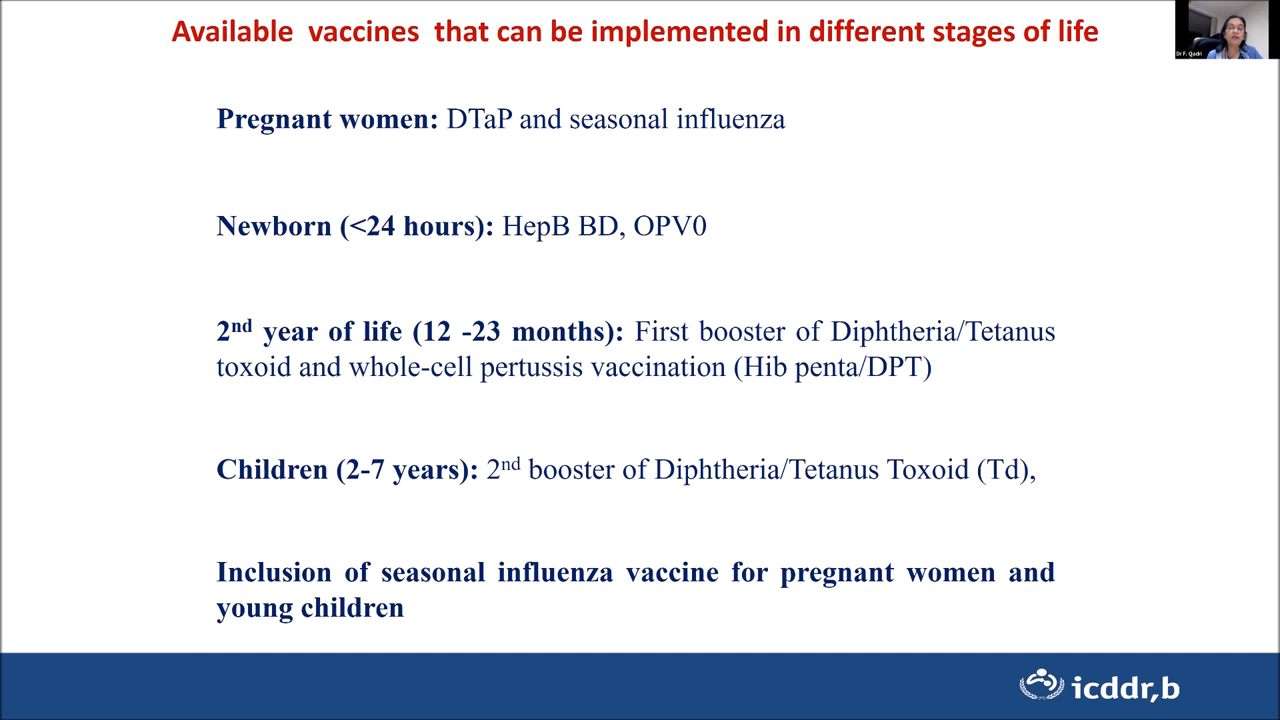 Available vaccines that can be implemented in different stages of life
Dr F. Qadri
Pregnant women: DTaP and seasonal influenza
Newborn (<24 hours): HepB BD, OPV0
2nd year of life (12 -23 months): First booster of Diphtheria/Tetanus
toxoid and whole-cell pertussis vaccination (Hib penta/DPT)
Children (2-7 years): 2nd booster of Diphtheria/Tetanus Toxoid (Td),
Inclusion of seasonal influenza vaccine for pregnant women and
young children
icddr,b